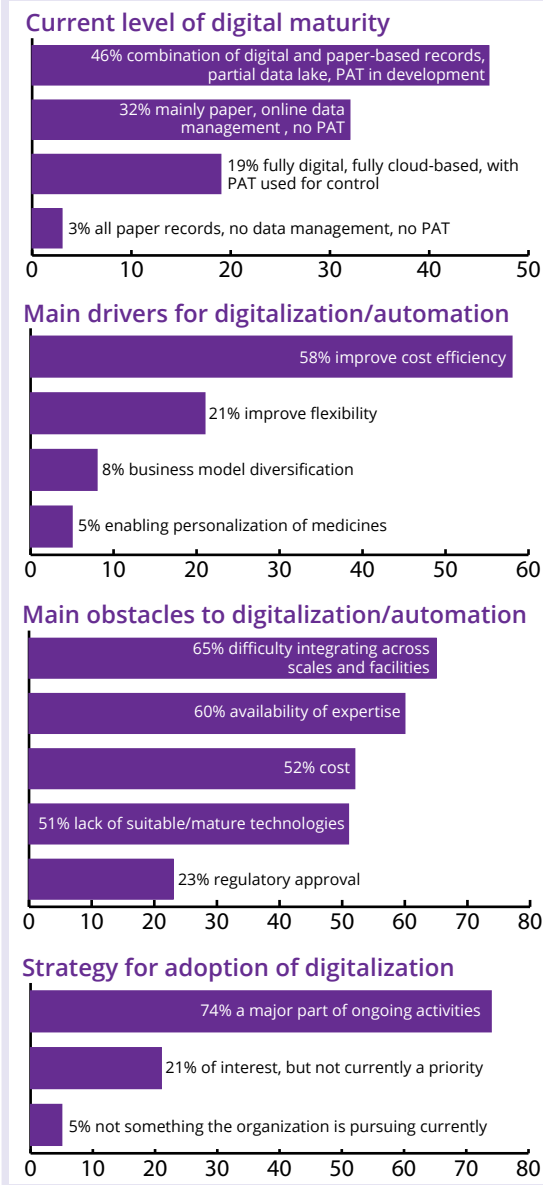 Current level of digital maturity
46% combination of digital and paper-based records,
partial data lake, PAT in development
32% mainly paper, online data
management , no PAT
19% fully digital, fully cloud-based, with
PAT used for control
3% all paper records, no data management, no PAT
0 10 20 30 40 50
Main drivers for digitalization/automation
58% improve cost efficiency
21% improve flexibility
8% business model diversification
5% enabling personalization of medicines
0 10 20 30 40 50 60
Main obstacles to digitalization/automation
65% difficulty integrating across
scales and facilities
60% availability of expertise
52% cost
51% lack of suitable/mature technologies
23% regulatory approval
0 10 20 30 40 50 60 70 80
Strategy for adoption of digitalization
74% a major part of ongoing activities
21% of interest, but not currently a priority
5% not something the organization is pursuing currently
0 10 20 30 40 50 60 70 80